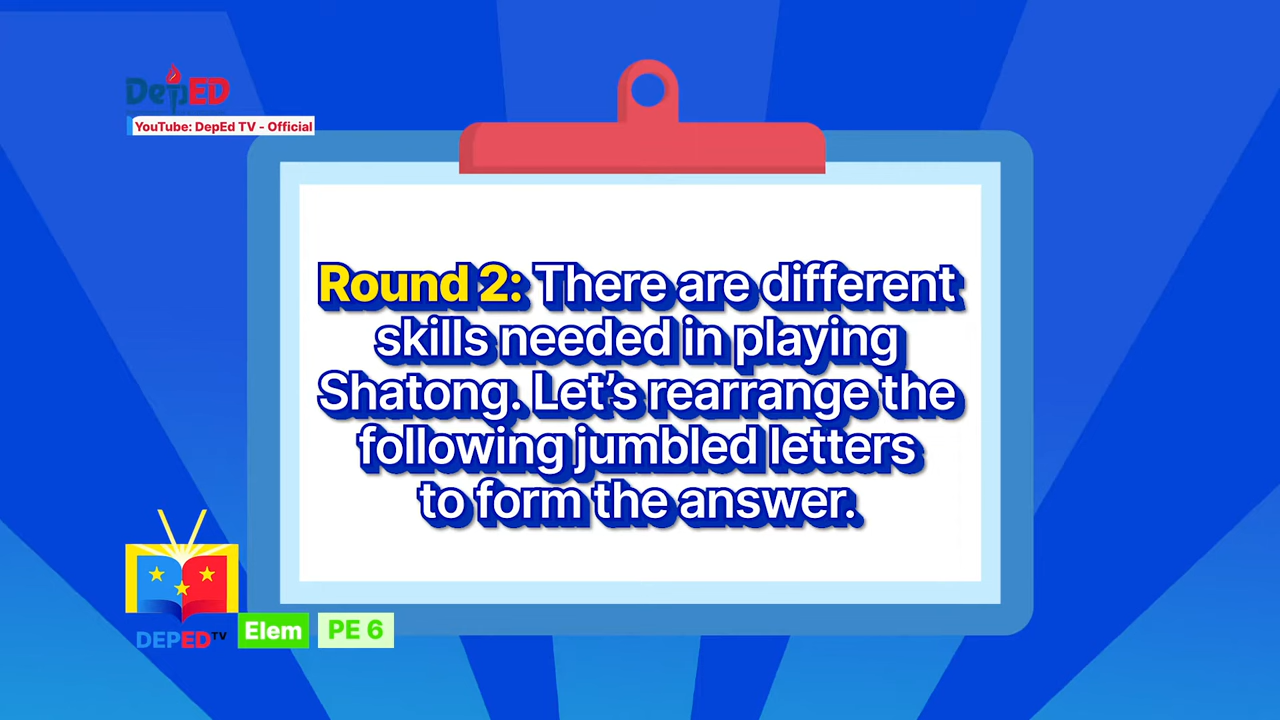 DepED
YouTube: DepEd TV - Official
Round 2: There are different
skills needed in playing
Shatong. Let's rearrange the
following jumbled letters
to form the answer.
DEPED TV
Elem
PE 6